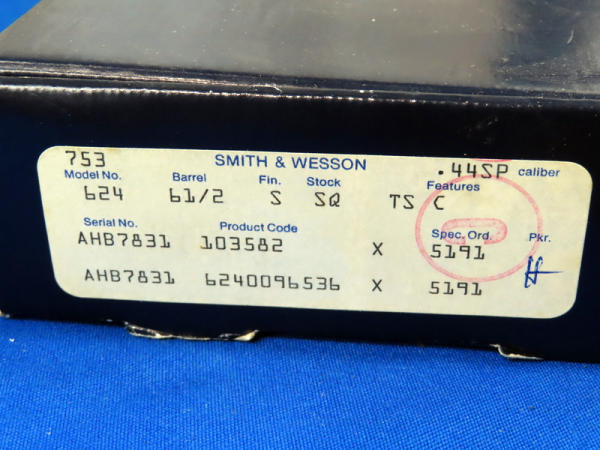 753 SMITH & WESSON .44SP caliber
Model No. Barrel Fin. Stock Features
624 61/2 S SQ TS C
Serial No. Product Code Spec. Ord. Pkr.
AHB7831 103582 X 5191
AHB7831 6240096536 X 5191